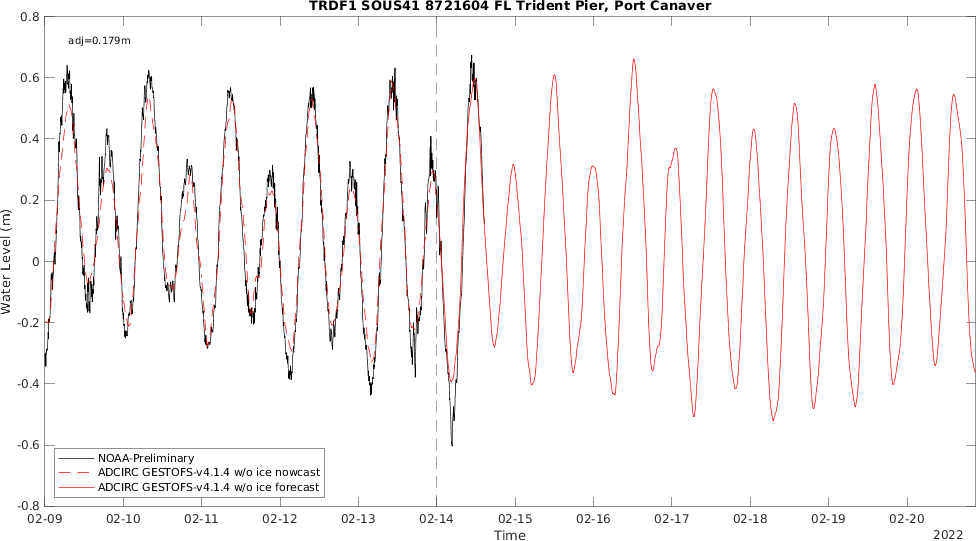 TRDF1 SOUS41 8721604 FL Trident Pier, Port Canaver
adj=0.179m
0.8
0.6
0.4
0.2
0
-0.2
-0.4
-0.6
-0.8
Water Level (m)
NOAA-Preliminary
ADCIRC GESTOFS-v4.1.4 w/o ice nowcast
ADCIRC GESTOFS-v4.1.4 w/o ice forecast
02-09 02-10 02-11 02-12 02-13 02-14 02-15 02-16 02-17 02-18 02-19 02-20
Time
2022